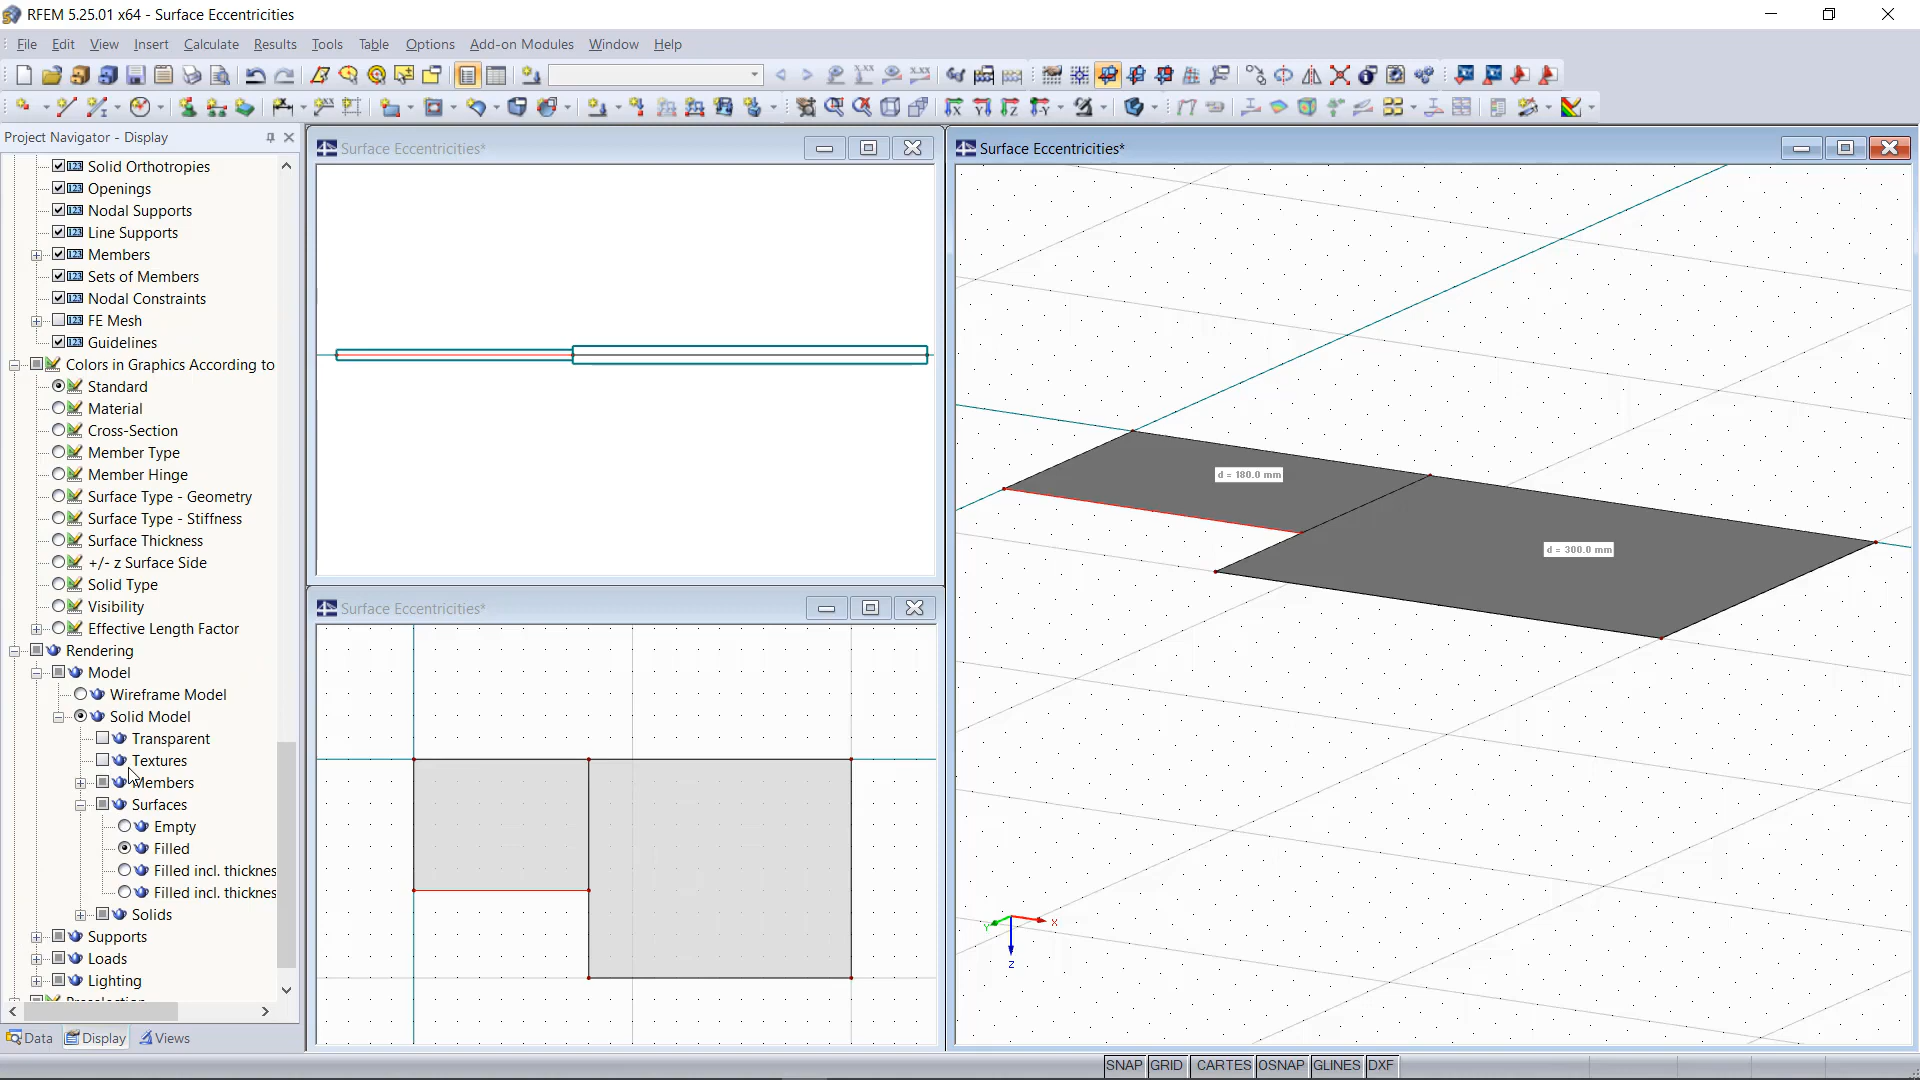 RFEM 5.25.01 x64 - Surface Eccentricities
File Edit View Insert Calculate Results Tools Table Options Add-on Modules Window Help
Project Navigator - Display
Solid Orthotropies
Openings
Nodal Supports
Line Supports
Members
Sets of Members
Nodal Constraints
FE Mesh
Guidelines
Colors in Graphics According to
Standard
Material
Cross-Section
Member Type
Member Hinge
Surface Type - Geometry
Surface Type - Stiffness
Surface Thickness
+/- z Surface Side
Solid Type
Visibility
Effective Length Factor
Rendering
Model
Wireframe Model
Solid Model
Transparent
Textures
Members
Surfaces
Empty
Filled
Filled incl. thicknes
Filled incl. thicknes
Solids
Supports
Loads
Lighting
Data Display Views
Surface Eccentricities*
Surface Eccentricities*
Surface Eccentricities*
d = 180.0 mm
d = 300.0 mm
Y X
Z
SNAP GRID CARTES OSNAP GLINES DXF